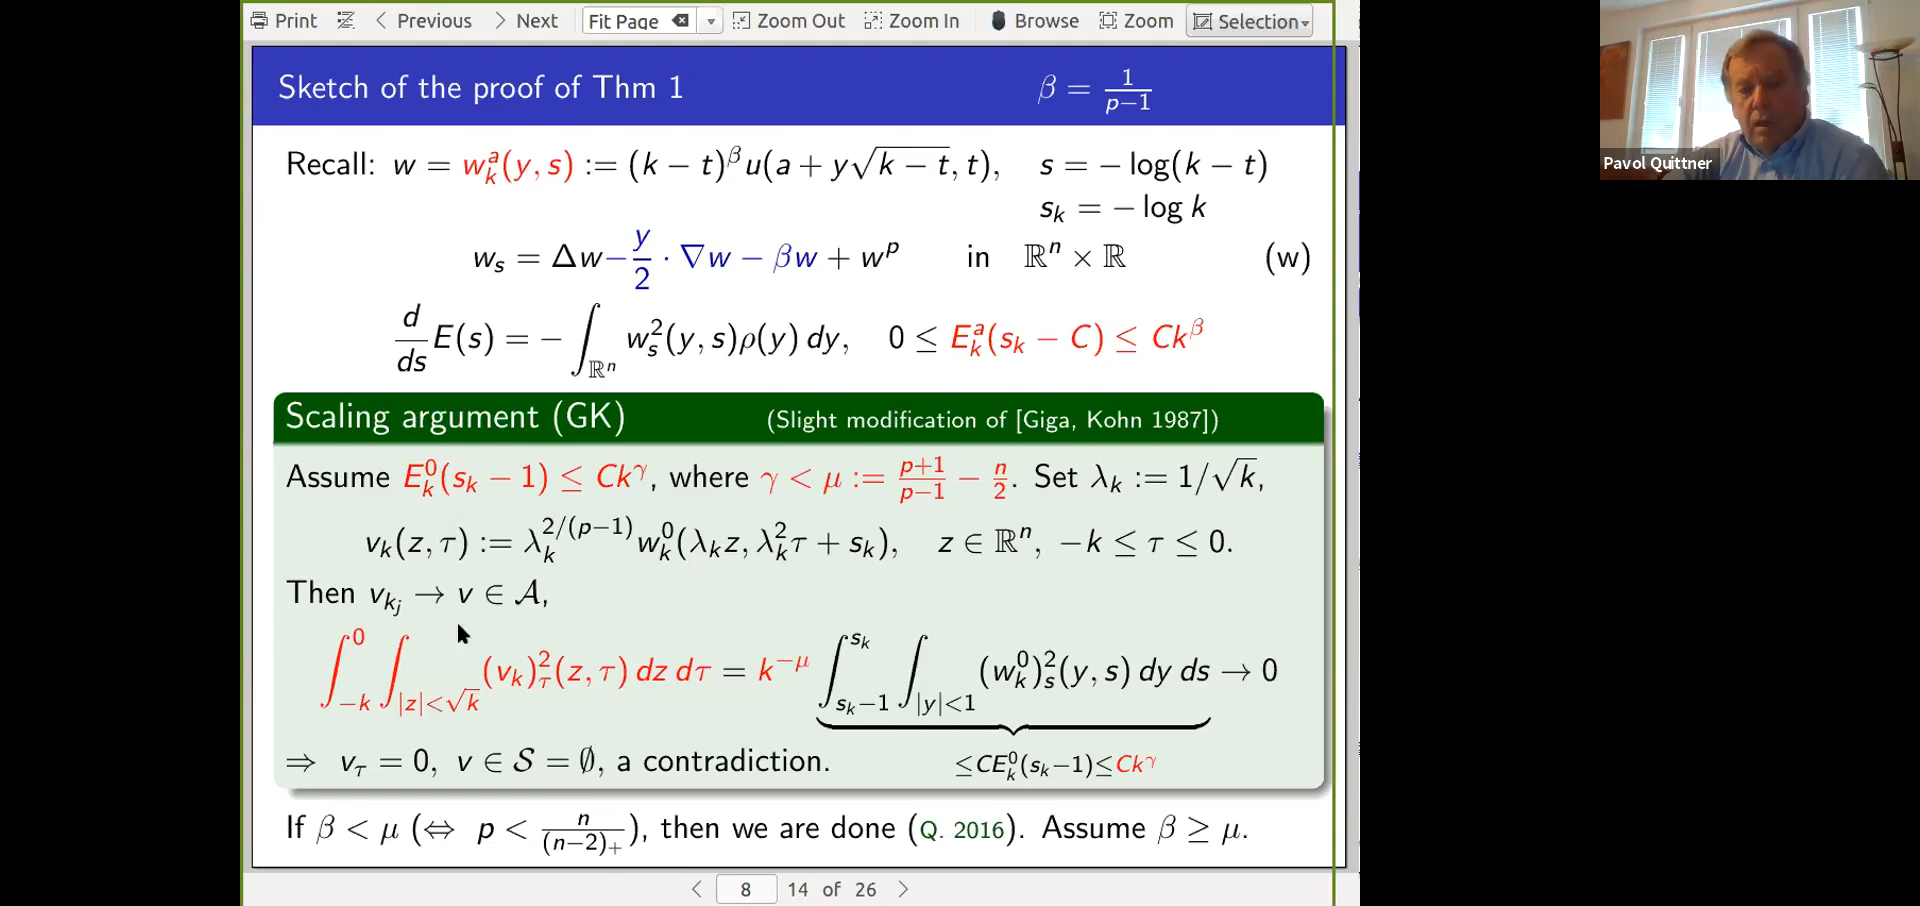 Print Previous Next Fit Page Zoom Out Zoom In Browse Zoom Selection
Sketch of the proof of Thm 1 β = 1/(p−1)
Recall: w = w_k^a(y, s) := (k − t)^β u(a + y√(k − t), t), s = − log(k − t)
s_k = − log k
w_s = Δw − y/2 · ∇w − βw + w^p in ℝ^n × ℝ (w)
d/ds E(s) = − ∫_{ℝ^n} w_s^2(y, s)ρ(y) dy, 0 ≤ E_k^a(s_k − C) ≤ Ck^β
Scaling argument (GK) (Slight modification of [Giga, Kohn 1987])
Assume E_k^0(s_k − 1) ≤ Ck^γ, where γ < μ := (p+1)/(p−1) − n/2. Set λ_k := 1/√k,
v_k(z, τ) := λ_k^{2/(p−1)} w_k^0(λ_k z, λ_k^2 τ + s_k), z ∈ ℝ^n, −k ≤ τ ≤ 0.
Then v_{k_j} → v ∈ 𝒜,
∫_{−k}^0 ∫_{|z|<√k} (v_k)_τ^2(z, τ) dz dτ = k^{−μ} ∫_{s_k−1}^{s_k} ∫_{|y|<1} (w_k^0)_s^2(y, s) dy ds → 0
⇒ v_τ = 0, v ∈ 𝒮 = ∅, a contradiction. ≤CE_k^0(s_k−1)≤Ck^γ
If β < μ (⇔ p < n/(n−2)_+), then we are done (Q. 2016). Assume β ≥ μ.
8 14 of 26
Pavol Quittner